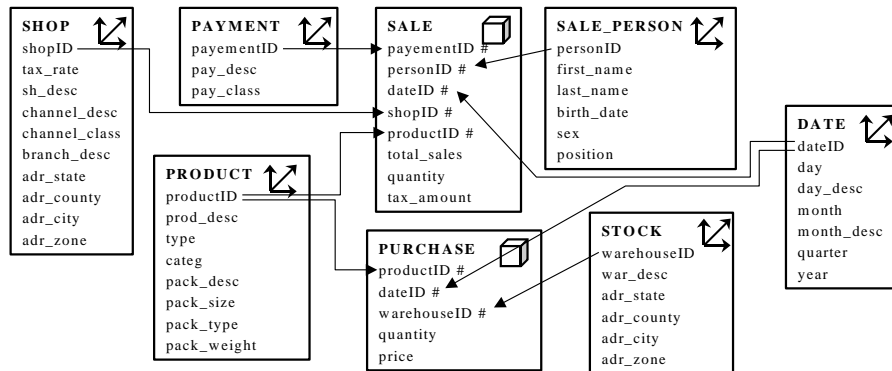 SHOP
shopID
tax_rate
sh_desc
channel_desc
channel_class
branch_desc
adr_state
adr_county
adr_city
adr_zone
PAYMENT
payementID
pay_desc
pay_class
SALE
payementID #
personID #
dateID #
shopID #
productID #
total_sales
quantity
tax_amount
SALE_PERSON
personID
first_name
last_name
birth_date
sex
position
DATE
dateID
day
day_desc
month
month_desc
quarter
year
PRODUCT
productID
prod_desc
type
categ
pack_desc
pack_size
pack_type
pack_weight
PURCHASE
productID #
dateID #
warehouseID #
quantity
price
STOCK
warehouseID
war_desc
adr_state
adr_county
adr_city
adr_zone